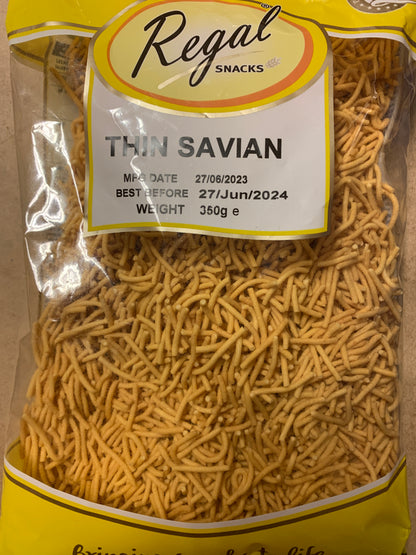 Regal
SNACKS
THIN SAVIAN
MFG DATE 27/06/2023
BEST BEFORE 27/Jun/2024
WEIGHT 350g e